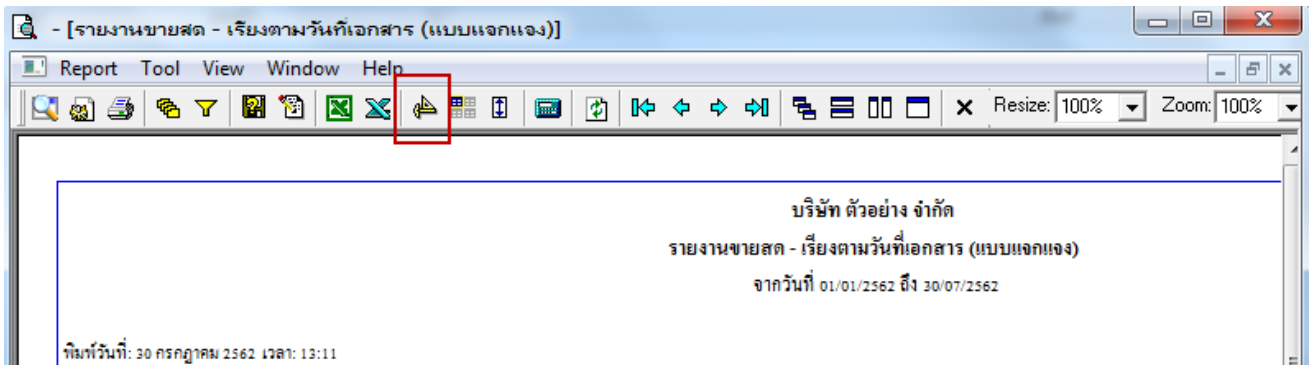 - [รายงานขายสด - เรียงตามวันที่เอกสาร (แบบแจกแจง)]
Report Tool View Window Help
Resize: 100% Zoom: 100%
บริษัท ตัวอย่าง จำกัด
รายงานขายสด - เรียงตามวันที่เอกสาร (แบบแจกแจง)
จากวันที่ 01/01/2562 ถึง 30/07/2562
พิมพ์วันที่: 30 กรกฎาคม 2562 เวลา: 13:11